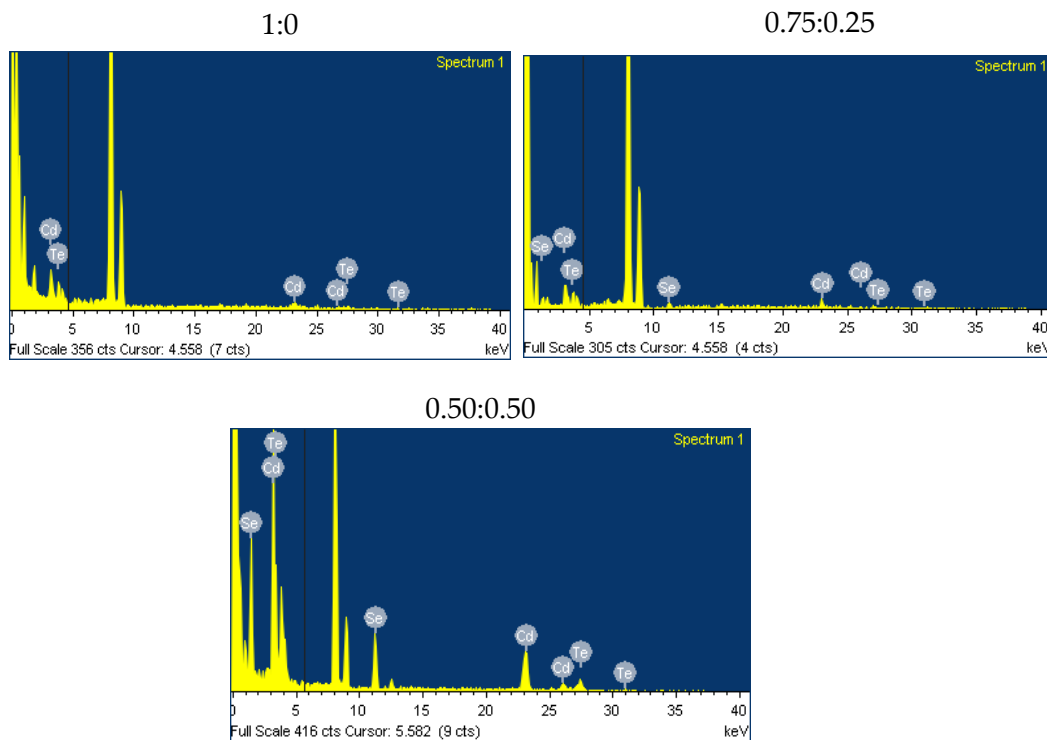 1:0
Spectrum 1
Cd
Te
Cd
Te
Cd
Te
0 5 10 15 20 25 30 35 40
Full Scale 356 cts Cursor: 4.558 (7 cts) keV
0.75:0.25
Spectrum 1
Se
Cd
Te
Se
Cd
Cd
Te
Te
5 10 15 20 25 30 35 40
Full Scale 305 cts Cursor: 4.558 (4 cts) keV
0.50:0.50
Spectrum 1
Te
Cd
Se
Se
Cd
Te
Cd
Te
0 5 10 15 20 25 30 35 40
Full Scale 416 cts Cursor: 5.582 (9 cts) keV